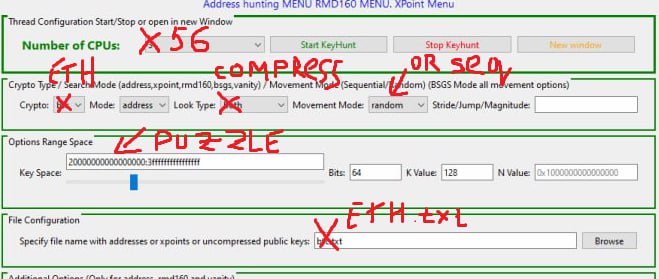 Address hunting MENU RMD160 MENU. XPoint Menu
Thread Configuration Start/Stop or open in new Window
Number of CPUs: X56 Start KeyHunt Stop Keyhunt New window
ETH COMPRESS OR seq
Crypto Type / Search Mode (address,xpoint,rmd160,bsgs,vanity) / Movement Mode (Sequential/Random) (BSGS Mode all movement options)
Crypto: X Mode: address Look Type: X both Movement Mode: random Stride/Jump/Magnitude:
Options Range Space
PUZZLE
Key Space: 20000000000000000:3ffffffffffffffff Bits: 64 K Value: 128 N Value: 0x1000000000000000
File Configuration
ETH.txt
Specify file name with addresses or xpoints or uncompressed public keys: X btc.txt Browse
Additional Options (Only for address, rmd160 and vanity)